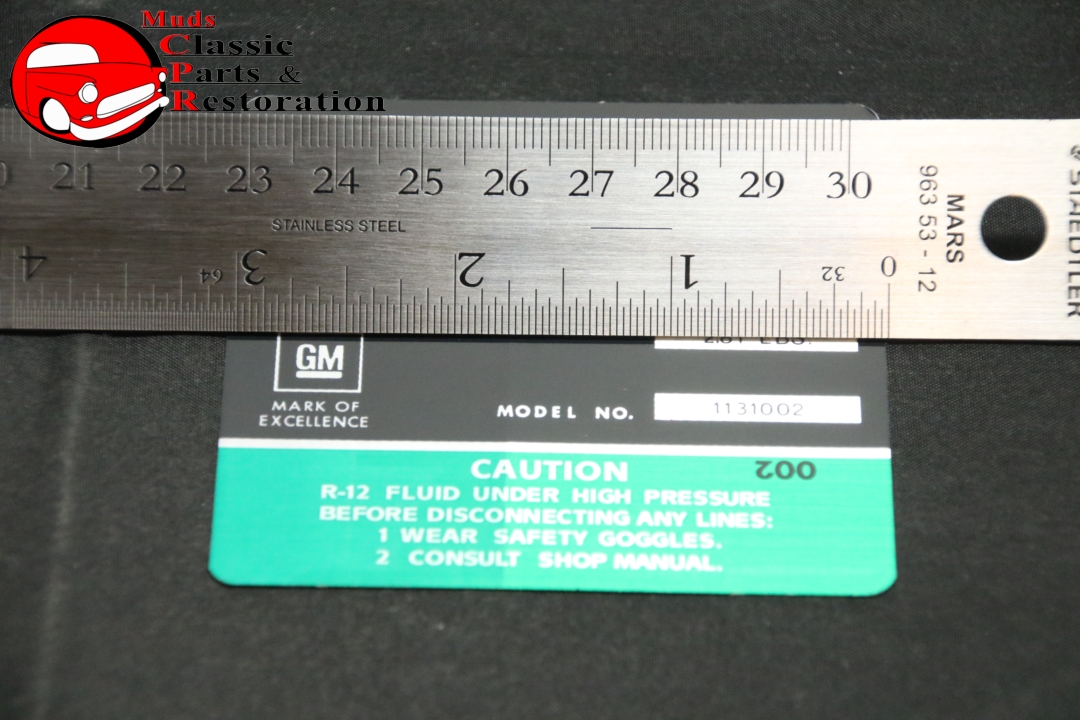 Muds
Classic
Parts &
Restoration
21 22 23 24 25 26 27 28 29 30
STAINLESS STEEL
4 64 3 2 1 32 0
963 53 - 12
MARS
STAEDTLER
GM
MARK OF
EXCELLENCE
MODEL NO. 1131002
CAUTION 002
R-12 FLUID UNDER HIGH PRESSURE
BEFORE DISCONNECTING ANY LINES:
1 WEAR SAFETY GOGGLES.
2 CONSULT SHOP MANUAL.